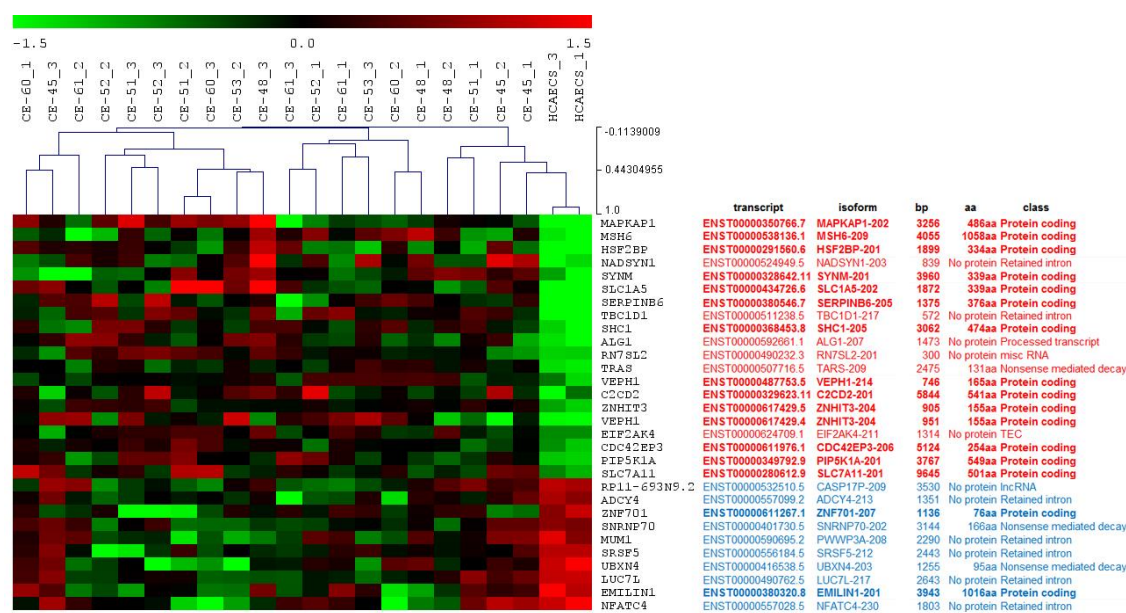 -1.5 0.0 1.5
CE-60_1
CE-45_3
CE-61_2
CE-52_2
CE-51_3
CE-52_3
CE-51_2
CE-60_3
CE-53_2
CE-48_3
CE-61_3
CE-52_1
CE-61_1
CE-53_3
CE-60_2
CE-48_1
CE-48_2
CE-51_1
CE-45_2
CE-45_1
HCAECS_3
HCAECS_1
-0.1139009
0.44304955
1.0
transcript isoform bp aa class
MAPKAP1 ENST00000350766.7 MAPKAP1-202 3256 486aa Protein coding
MSH6 ENST00000538136.1 MSH6-209 4055 1058aa Protein coding
HSF2BP ENST00000291560.6 HSF2BP-201 1899 334aa Protein coding
NADSYN1 ENST00000524949.5 NADSYN1-203 839 No protein Retained intron
SYNM ENST00000328642.11 SYNM-201 3960 339aa Protein coding
SLC1A5 ENST00000434726.6 SLC1A5-202 1872 339aa Protein coding
SERPINB6 ENST00000380546.7 SERPINB6-205 1375 376aa Protein coding
TBC1D1 ENST00000511238.5 TBC1D1-217 572 No protein Retained intron
SHC1 ENST00000368453.8 SHC1-205 3062 474aa Protein coding
ALG1 ENST00000592661.1 ALG1-207 1473 No protein Processed transcript
RN7SL2 ENST00000490232.3 RN7SL2-201 300 No protein misc RNA
TRAS ENST00000507716.5 TARS-209 2475 131aa Nonsense mediated decay
VEPH1 ENST00000487753.5 VEPH1-214 746 165aa Protein coding
C2CD2 ENST00000329623.11 C2CD2-201 5844 541aa Protein coding
ZNHIT3 ENST00000617429.5 ZNHIT3-204 905 155aa Protein coding
VEPH1 ENST00000617429.4 ZNHIT3-204 951 155aa Protein coding
EIF2AK4 ENST00000624709.1 EIF2AK4-211 1314 No protein TEC
CDC42EP3 ENST00000611976.1 CDC42EP3-206 5124 254aa Protein coding
PIP5K1A ENST00000349792.9 PIP5K1A-201 3767 549aa Protein coding
SLC7A11 ENST00000280612.9 SLC7A11-201 9645 501aa Protein coding
RP11-693N9.2 ENST00000532510.5 CASP17P-209 3530 No protein lncRNA
ADCY4 ENST00000557099.2 ADCY4-213 1351 No protein Retained intron
ZNF701 ENST00000611267.1 ZNF701-207 1136 76aa Protein coding
SNRNP70 ENST00000401730.5 SNRNP70-202 3144 166aa Nonsense mediated decay
MUM1 ENST00000590695.2 PWWP3A-208 2290 No protein Retained intron
SRSF5 ENST00000556184.5 SRSF5-212 2443 No protein Retained intron
UBXN4 ENST00000416538.5 UBXN4-203 1255 95aa Nonsense mediated decay
LUC7L ENST00000490762.5 LUC7L-217 2643 No protein Retained intron
EMILIN1 ENST00000380320.8 EMILIN1-201 3943 1016aa Protein coding
NFATC4 ENST00000557028.5 NFATC4-230 1803 No protein Retained intron